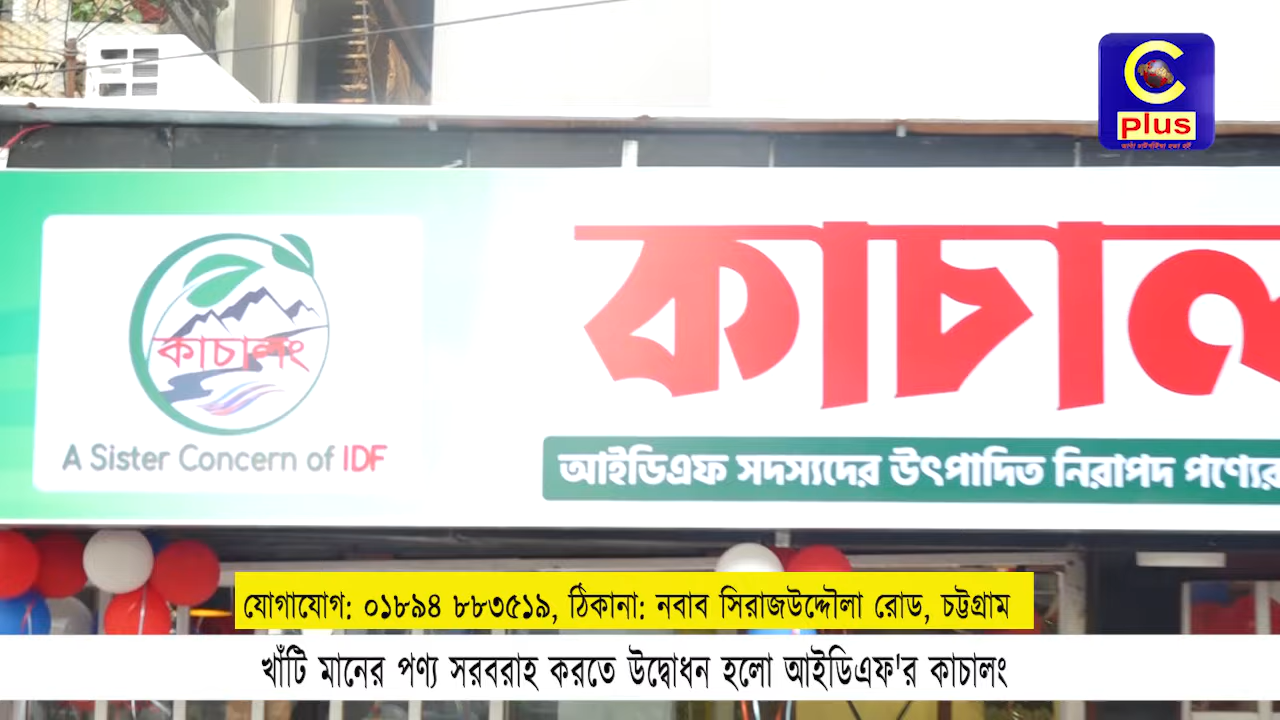 C
plus
কাচালং
A Sister Concern of IDF
কাচাল
আইডিএফ সদস্যদের উৎপাদিত নিরাপদ পণ্যের
যোগাযোগ: ০১৮৯৪ ৮৮৩৫১৯, ঠিকানা: নবাব সিরাজউদ্দৌলা রোড, চট্টগ্রাম
খাঁটি মানের পণ্য সরবরাহ করতে উদ্বোধন হলো আইডিএফ'র কাচালং